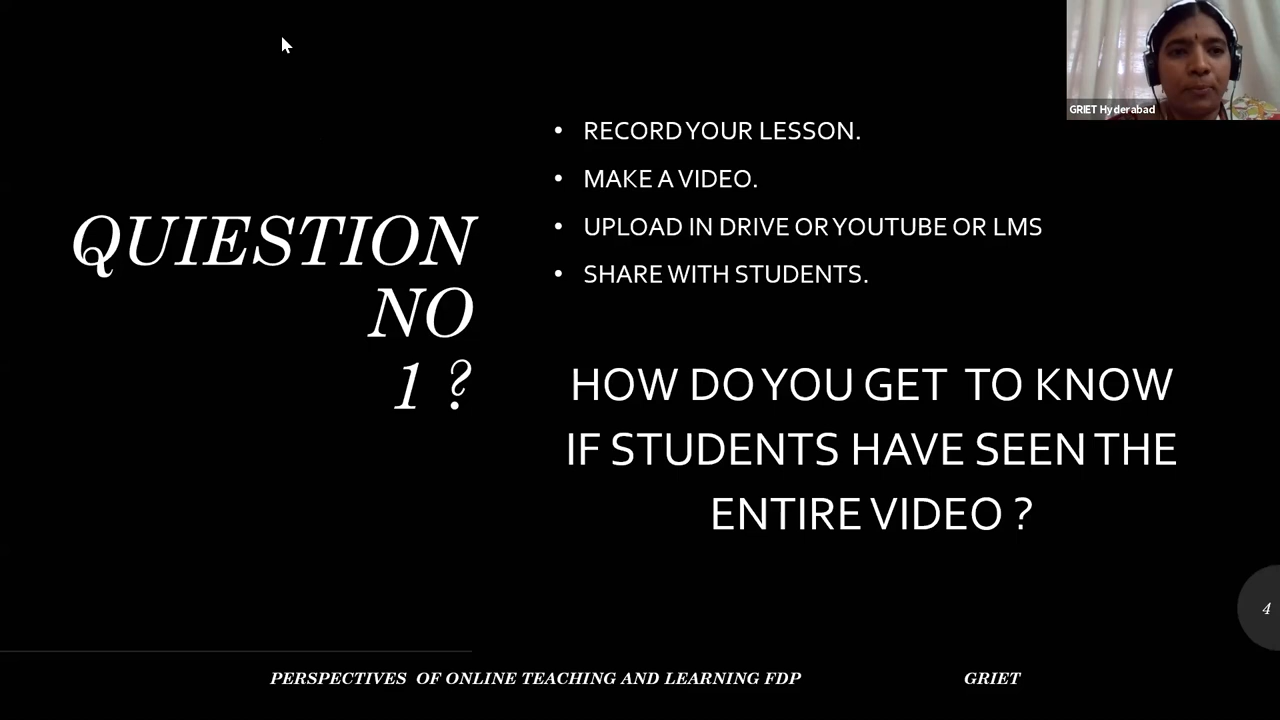 GRIET Hyderabad
QUIESTION
NO
1 ?
• RECORD YOUR LESSON.
• MAKE A VIDEO.
• UPLOAD IN DRIVE OR YOUTUBE OR LMS
• SHARE WITH STUDENTS.
HOW DO YOU GET TO KNOW
IF STUDENTS HAVE SEEN THE
ENTIRE VIDEO ?
4
PERSPECTIVES OF ONLINE TEACHING AND LEARNING FDP GRIET